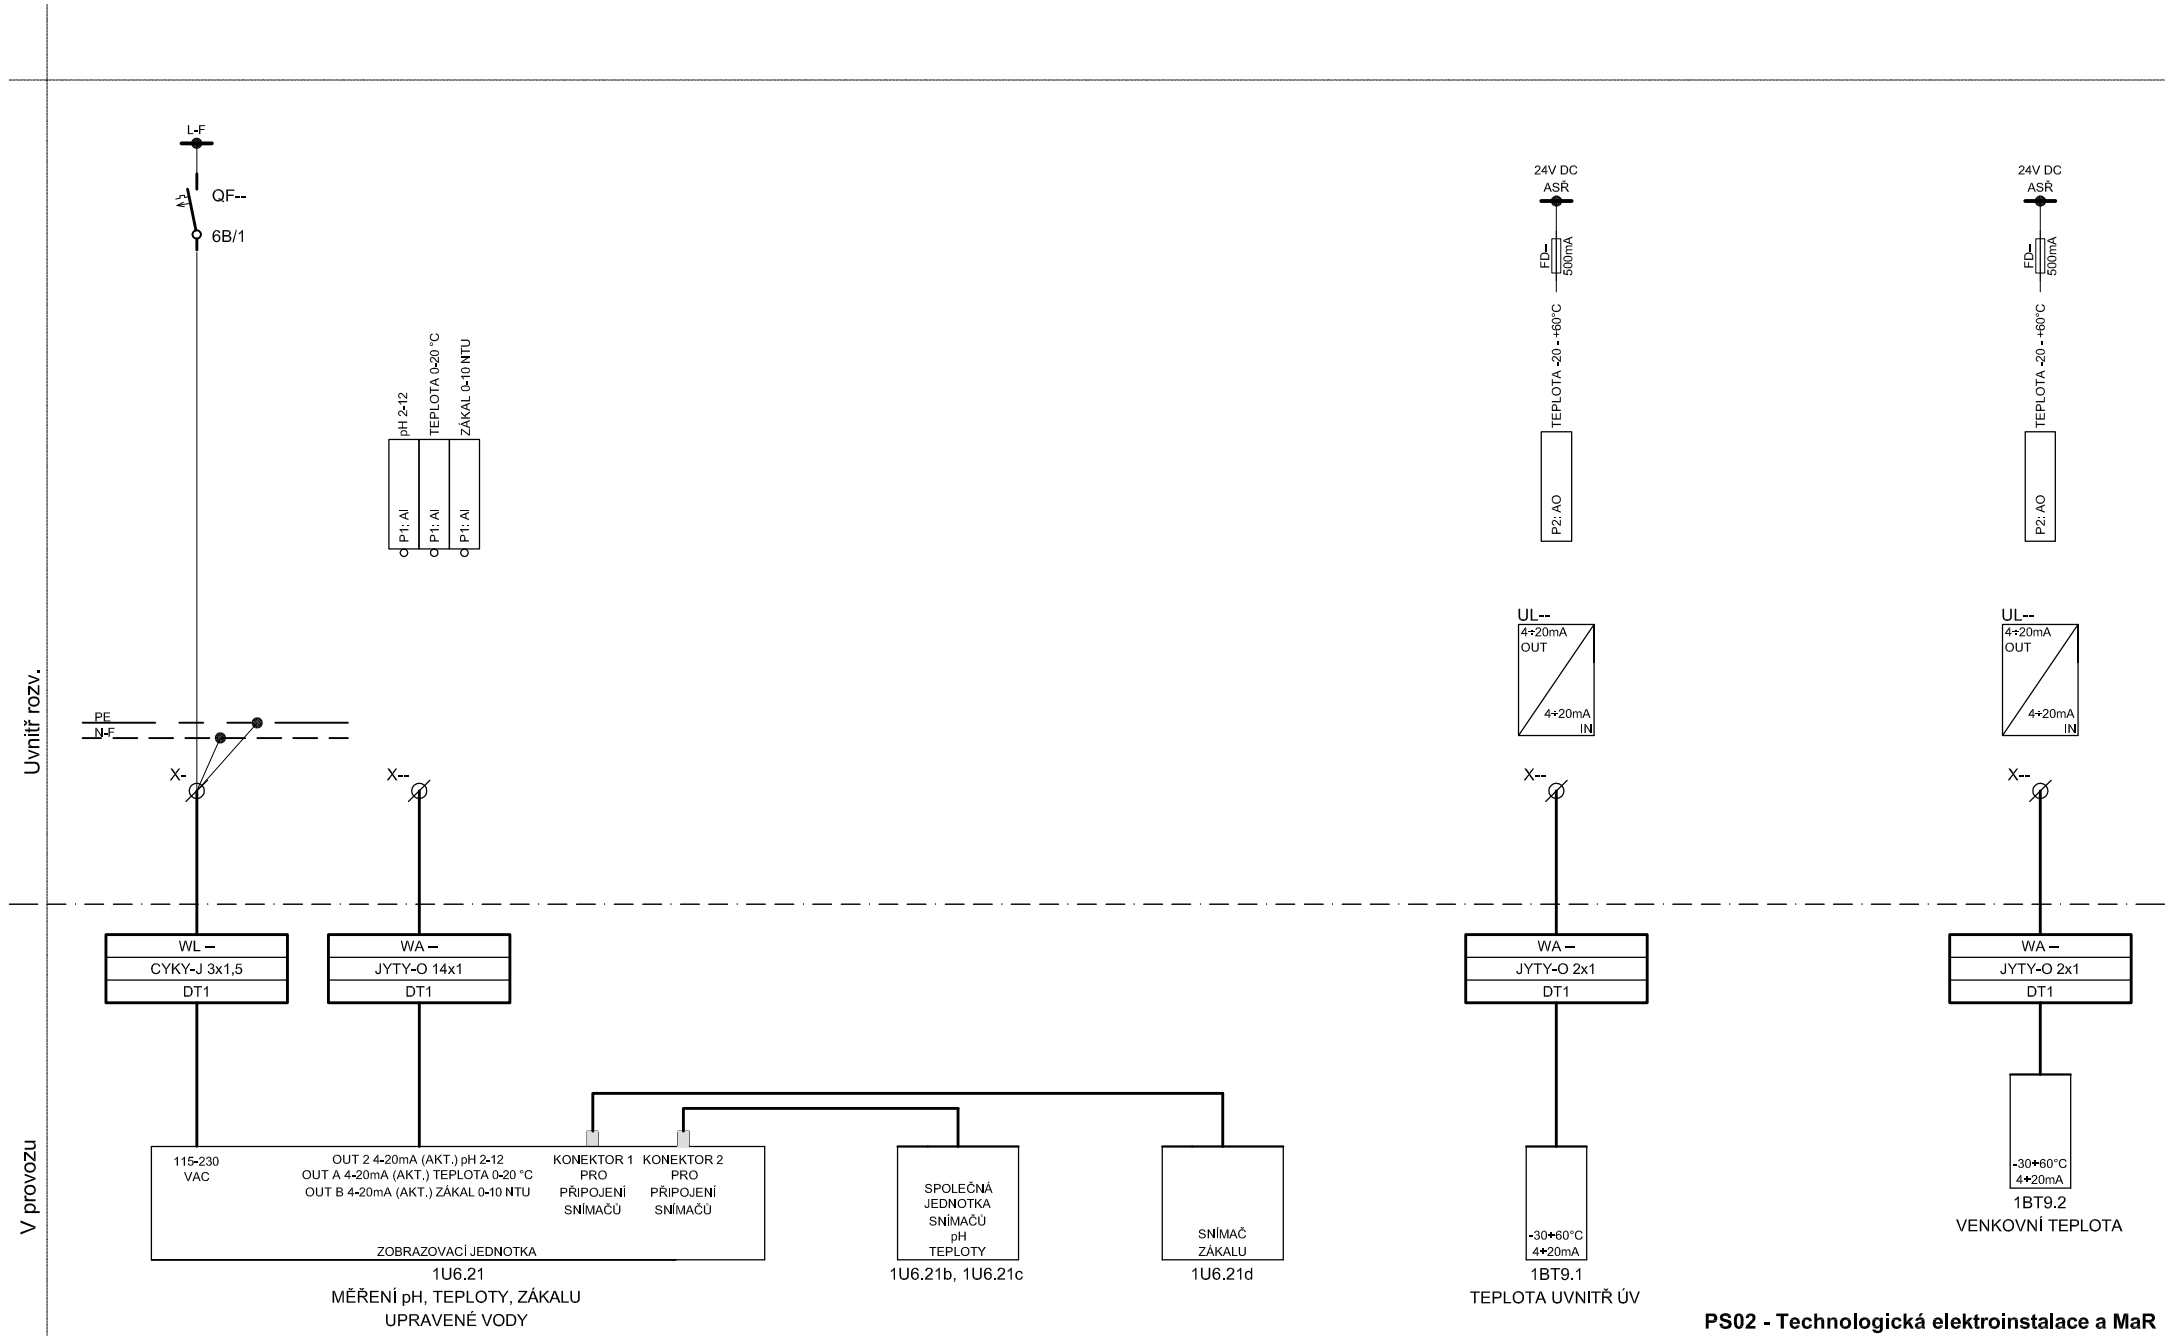 L-F
QF--
6B/1
pH 2-12
TEPLOTA 0-20 °C
ZÁKAL 0-10 NTU
P1: AI
P1: AI
P1: AI
24V DC
ASŘ
FD--
500mA
TEPLOTA -20 - +60°C
P2: AO
24V DC
ASŘ
FD--
500mA
TEPLOTA -20 - +60°C
P2: AO
UL--
4÷20mA
OUT
4÷20mA
IN
UL--
4÷20mA
OUT
4÷20mA
IN
Uvnitř rozv.
PE
N-F
X-
X--
X--
X--
WL –
CYKY-J 3x1,5
DT1
WA –
JYTY-O 14x1
DT1
WA –
JYTY-O 2x1
DT1
WA –
JYTY-O 2x1
DT1
V provozu
115-230
VAC
OUT 2 4-20mA (AKT.) pH 2-12
OUT A 4-20mA (AKT.) TEPLOTA 0-20 °C
OUT B 4-20mA (AKT.) ZÁKAL 0-10 NTU
KONEKTOR 1
PRO
PŘIPOJENÍ
SNÍMAČŮ
KONEKTOR 2
PRO
PŘIPOJENÍ
SNÍMAČŮ
ZOBRAZOVACÍ JEDNOTKA
1U6.21
MĚŘENÍ pH, TEPLOTY, ZÁKALU
UPRAVENÉ VODY
SPOLEČNÁ
JEDNOTKA
SNÍMAČŮ
pH
TEPLOTY
1U6.21b, 1U6.21c
SNÍMAČ
ZÁKALU
1U6.21d
-30+60°C
4÷20mA
1BT9.1
TEPLOTA UVNITŘ ÚV
-30+60°C
4÷20mA
1BT9.2
VENKOVNÍ TEPLOTA
PS02 - Technologická elektroinstalace a MaR